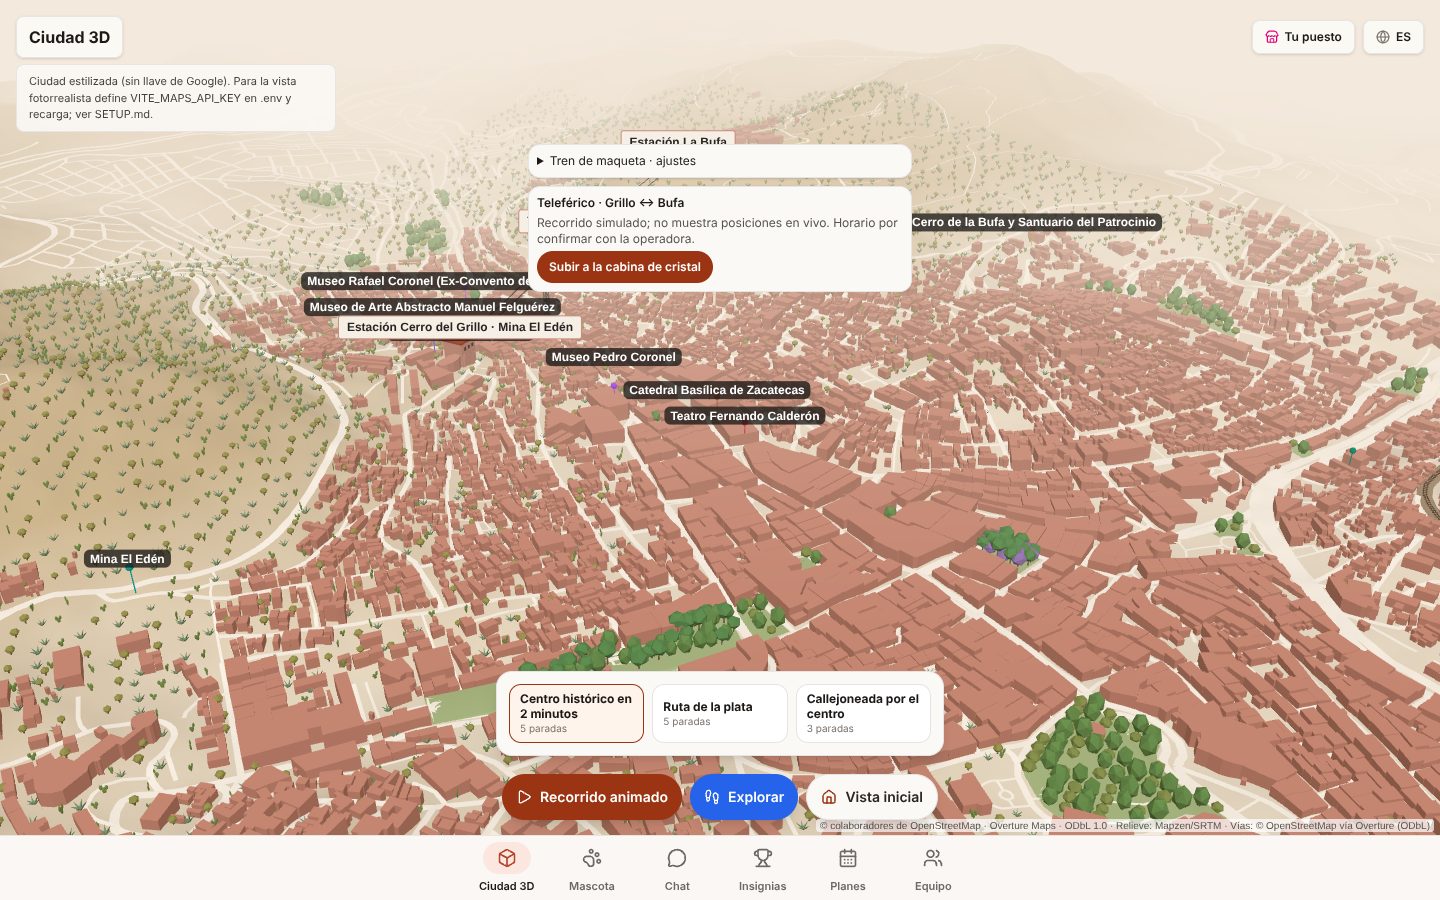 Ciudad 3D
Tu puesto
ES
Ciudad estilizada (sin llave de Google). Para la vista
fotorrealista define VITE_MAPS_API_KEY en .env y
recarga; ver SETUP.md.
Estación La Bufa
▶ Tren de maqueta · ajustes
Teleférico · Grillo ↔ Bufa
Recorrido simulado; no muestra posiciones en vivo. Horario por
confirmar con la operadora.
Subir a la cabina de cristal
Cerro de la Bufa y Santuario del Patrocinio
Museo Rafael Coronel (Ex-Convento de
Museo de Arte Abstracto Manuel Felguérez
Estación Cerro del Grillo · Mina El Edén
Museo Pedro Coronel
Catedral Basílica de Zacatecas
Teatro Fernando Calderón
Mina El Edén
Centro histórico en
2 minutos
5 paradas
Ruta de la plata
5 paradas
Callejoneada por el
centro
3 paradas
Recorrido animado
Explorar
Vista inicial
© colaboradores de OpenStreetMap · Overture Maps · ODbL 1.0 · Relieve: Mapzen/SRTM · Vías: © OpenStreetMap vía Overture (ODbL)
Ciudad 3D
Mascota
Chat
Insignias
Planes
Equipo